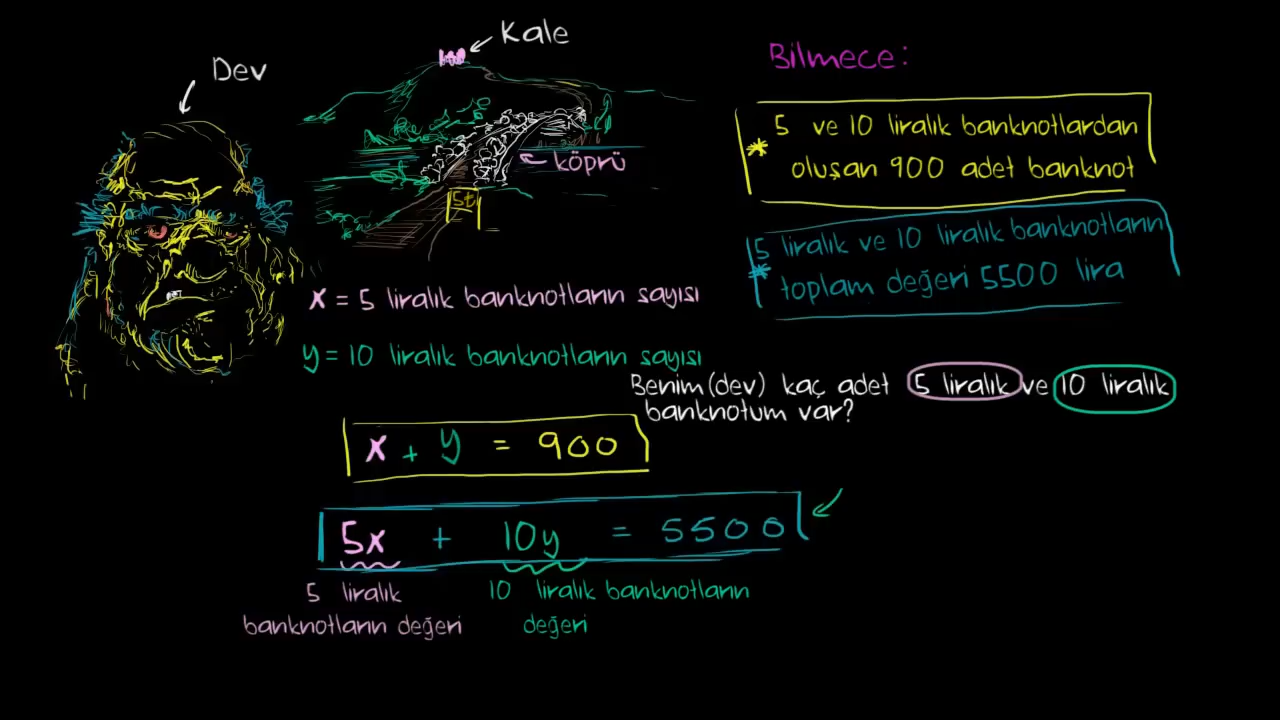 Dev
Kale
köprü
5₺
Bilmece:
* 5 ve 10 liralık banknotlardan
oluşan 900 adet banknot
* 5 liralık ve 10 liralık banknotların
toplam değeri 5500 lira
x = 5 liralık banknotların sayısı
y = 10 liralık banknotların sayısı
Benim (dev) kaç adet 5 liralık ve 10 liralık
banknotum var?
x + y = 900
5x + 10y = 5500
5 liralık
banknotların değeri
10 liralık banknotların
değeri